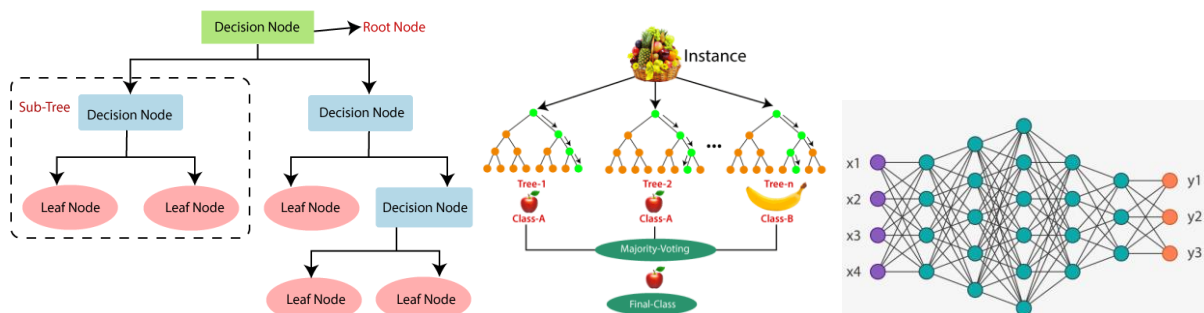 Decision Node
Root Node
Sub-Tree
Decision Node
Decision Node
Leaf Node
Leaf Node
Leaf Node
Decision Node
Leaf Node
Leaf Node
Instance
...
Tree-1
Tree-2
Tree-n
Class-A
Class-A
Class-B
Majority-Voting
Final-Class
x1
x2
x3
x4
y1
y2
y3